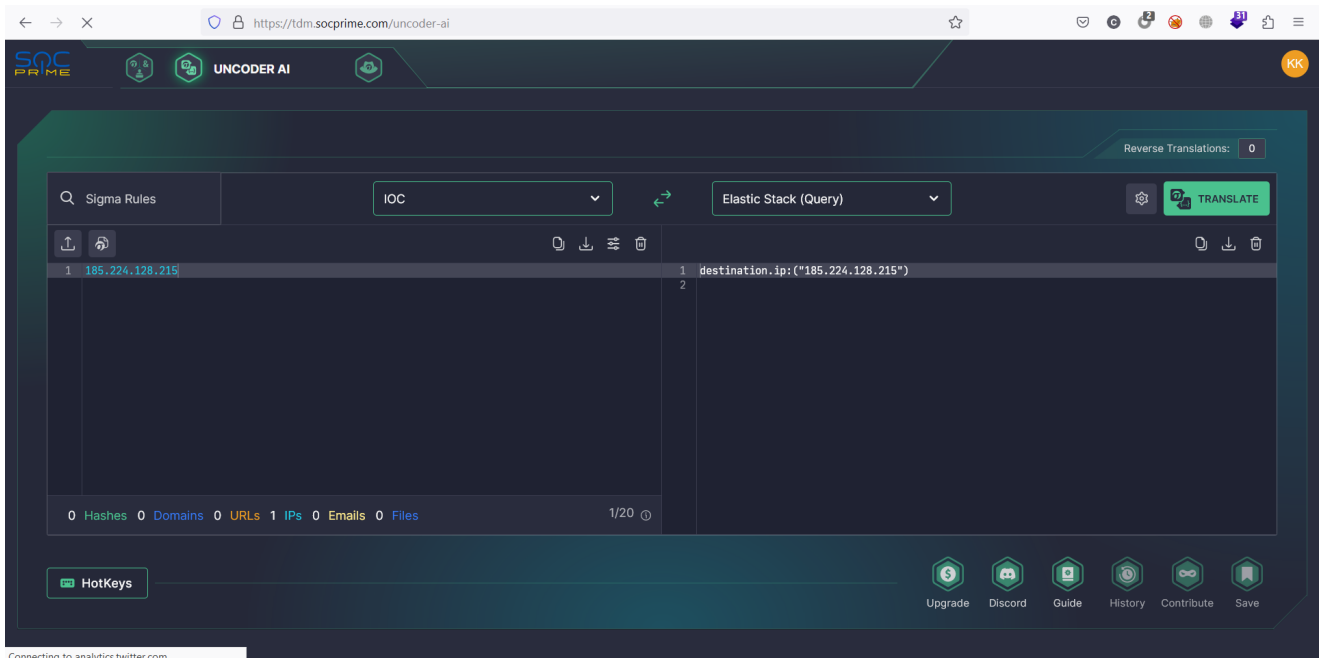 https://tdm.socprime.com/uncoder-ai
2
31
SOC
PRIME
UNCODER AI
KK
Reverse Translations: 0
Sigma Rules
IOC
Elastic Stack (Query)
TRANSLATE
1 185.224.128.215
1 destination.ip:("185.224.128.215")
2
0 Hashes 0 Domains 0 URLs 1 IPs 0 Emails 0 Files
1/20
HotKeys
Upgrade
Discord
Guide
History
Contribute
Save
Connecting to analytics.twitter.com